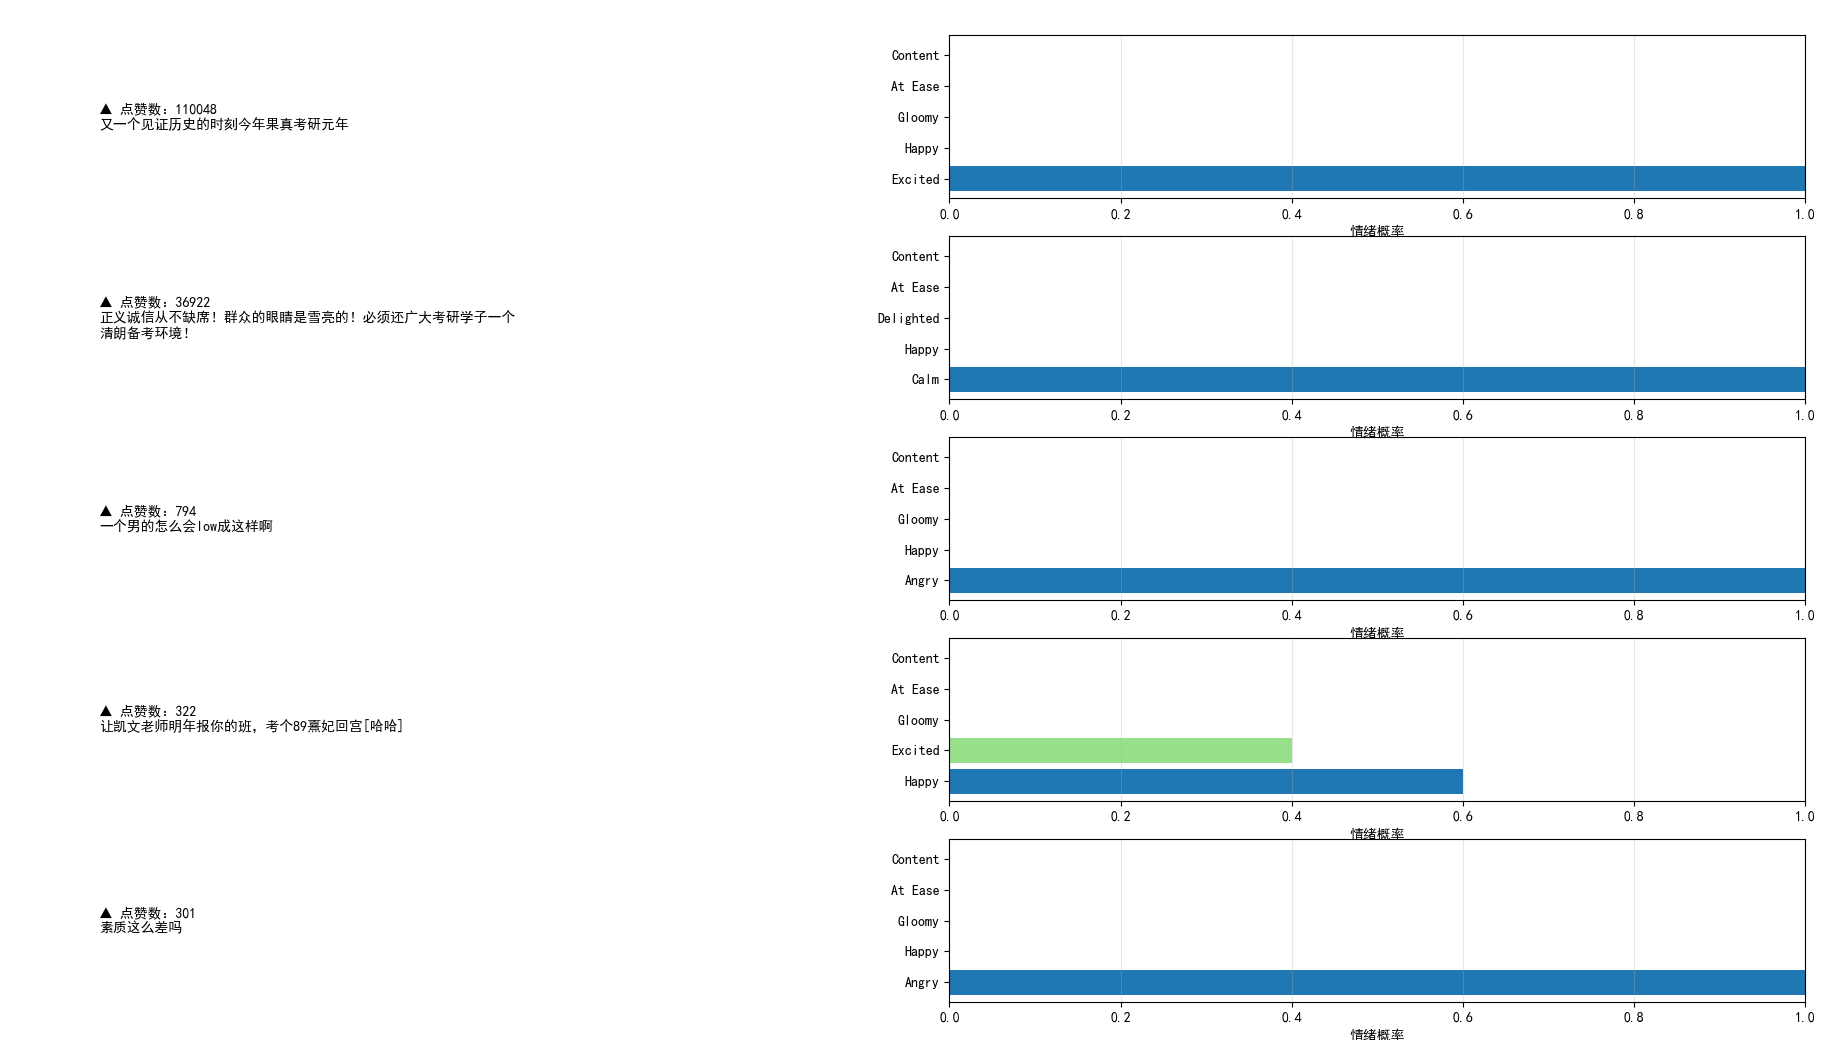 ▲ 点赞数：110048
又一个见证历史的时刻今年果真考研元年
Content
At Ease
Gloomy
Happy
Excited
0.0 0.2 0.4 0.6 0.8 1.0
情绪概率
▲ 点赞数：36922
正义诚信从不缺席！群众的眼睛是雪亮的！必须还广大考研学子一个
清朗备考环境！
Content
At Ease
Delighted
Happy
Calm
0.0 0.2 0.4 0.6 0.8 1.0
情绪概率
▲ 点赞数：794
一个男的怎么会low成这样啊
Content
At Ease
Gloomy
Happy
Angry
0.0 0.2 0.4 0.6 0.8 1.0
情绪概率
▲ 点赞数：322
让凯文老师明年报你的班，考个89熹妃回宫[哈哈]
Content
At Ease
Gloomy
Excited
Happy
0.0 0.2 0.4 0.6 0.8 1.0
情绪概率
▲ 点赞数：301
素质这么差吗
Content
At Ease
Gloomy
Happy
Angry
0.0 0.2 0.4 0.6 0.8 1.0
情绪概率